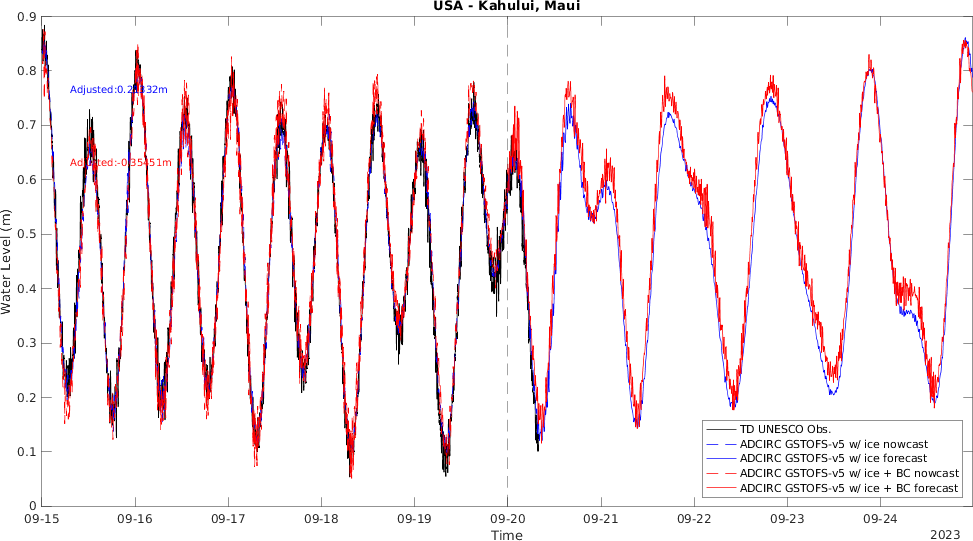 USA - Kahului, Maui
0.9
0.8
0.7
0.6
0.5
0.4
0.3
0.2
0.1
0
Water Level (m)
Adjusted:-0.35451m
TD UNESCO Obs.
ADCIRC GSTOFS-v5 w/ ice nowcast
ADCIRC GSTOFS-v5 w/ ice forecast
ADCIRC GSTOFS-v5 w/ ice + BC nowcast
ADCIRC GSTOFS-v5 w/ ice + BC forecast
09-15 09-16 09-17 09-18 09-19 09-20 09-21 09-22 09-23 09-24
Time
2023